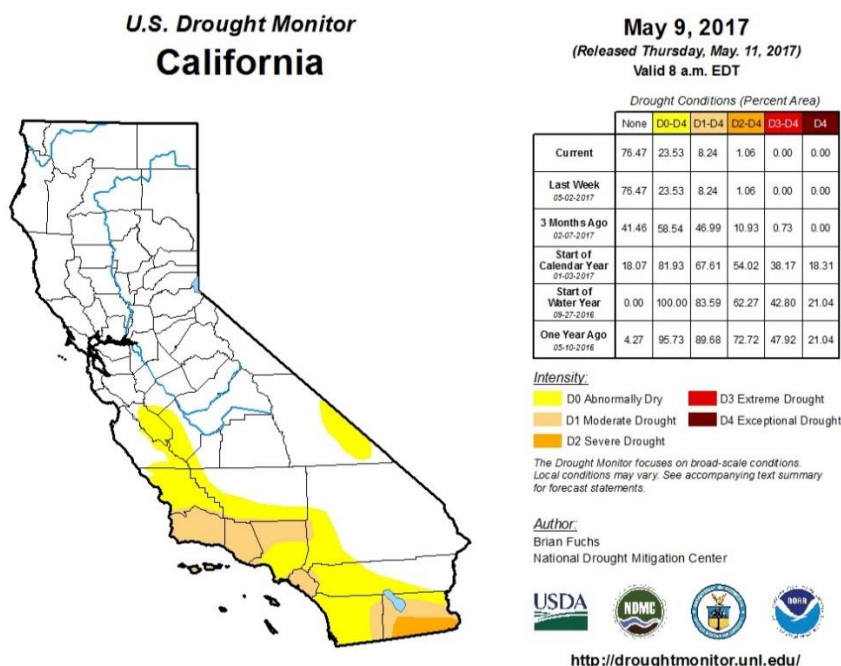 U.S. Drought Monitor
California
May 9, 2017
(Released Thursday, May. 11, 2017)
Valid 8 a.m. EDT
Drought Conditions (Percent Area)
None D0-D4 D1-D4 D2-D4 D3-D4 D4
Current 76.47 23.53 8.24 1.06 0.00 0.00
Last Week
05-02-2017
76.47 23.53 8.24 1.06 0.00 0.00
3 Months Ago
02-07-2017
41.46 58.54 46.99 10.93 0.73 0.00
Start of
Calendar Year
01-03-2017
18.07 81.93 67.61 54.02 38.17 18.31
Start of
Water Year
09-27-2016
0.00 100.00 83.59 62.27 42.80 21.04
One Year Ago
05-10-2016
4.27 95.73 89.68 72.72 47.92 21.04
Intensity:
D0 Abnormally Dry D3 Extreme Drought
D1 Moderate Drought D4 Exceptional Drought
D2 Severe Drought
The Drought Monitor focuses on broad-scale conditions.
Local conditions may vary. See accompanying text summary
for forecast statements.
Author:
Brian Fuchs
National Drought Mitigation Center
USDA
NDMC
NOAA
http://droughtmonitor.unl.edu/